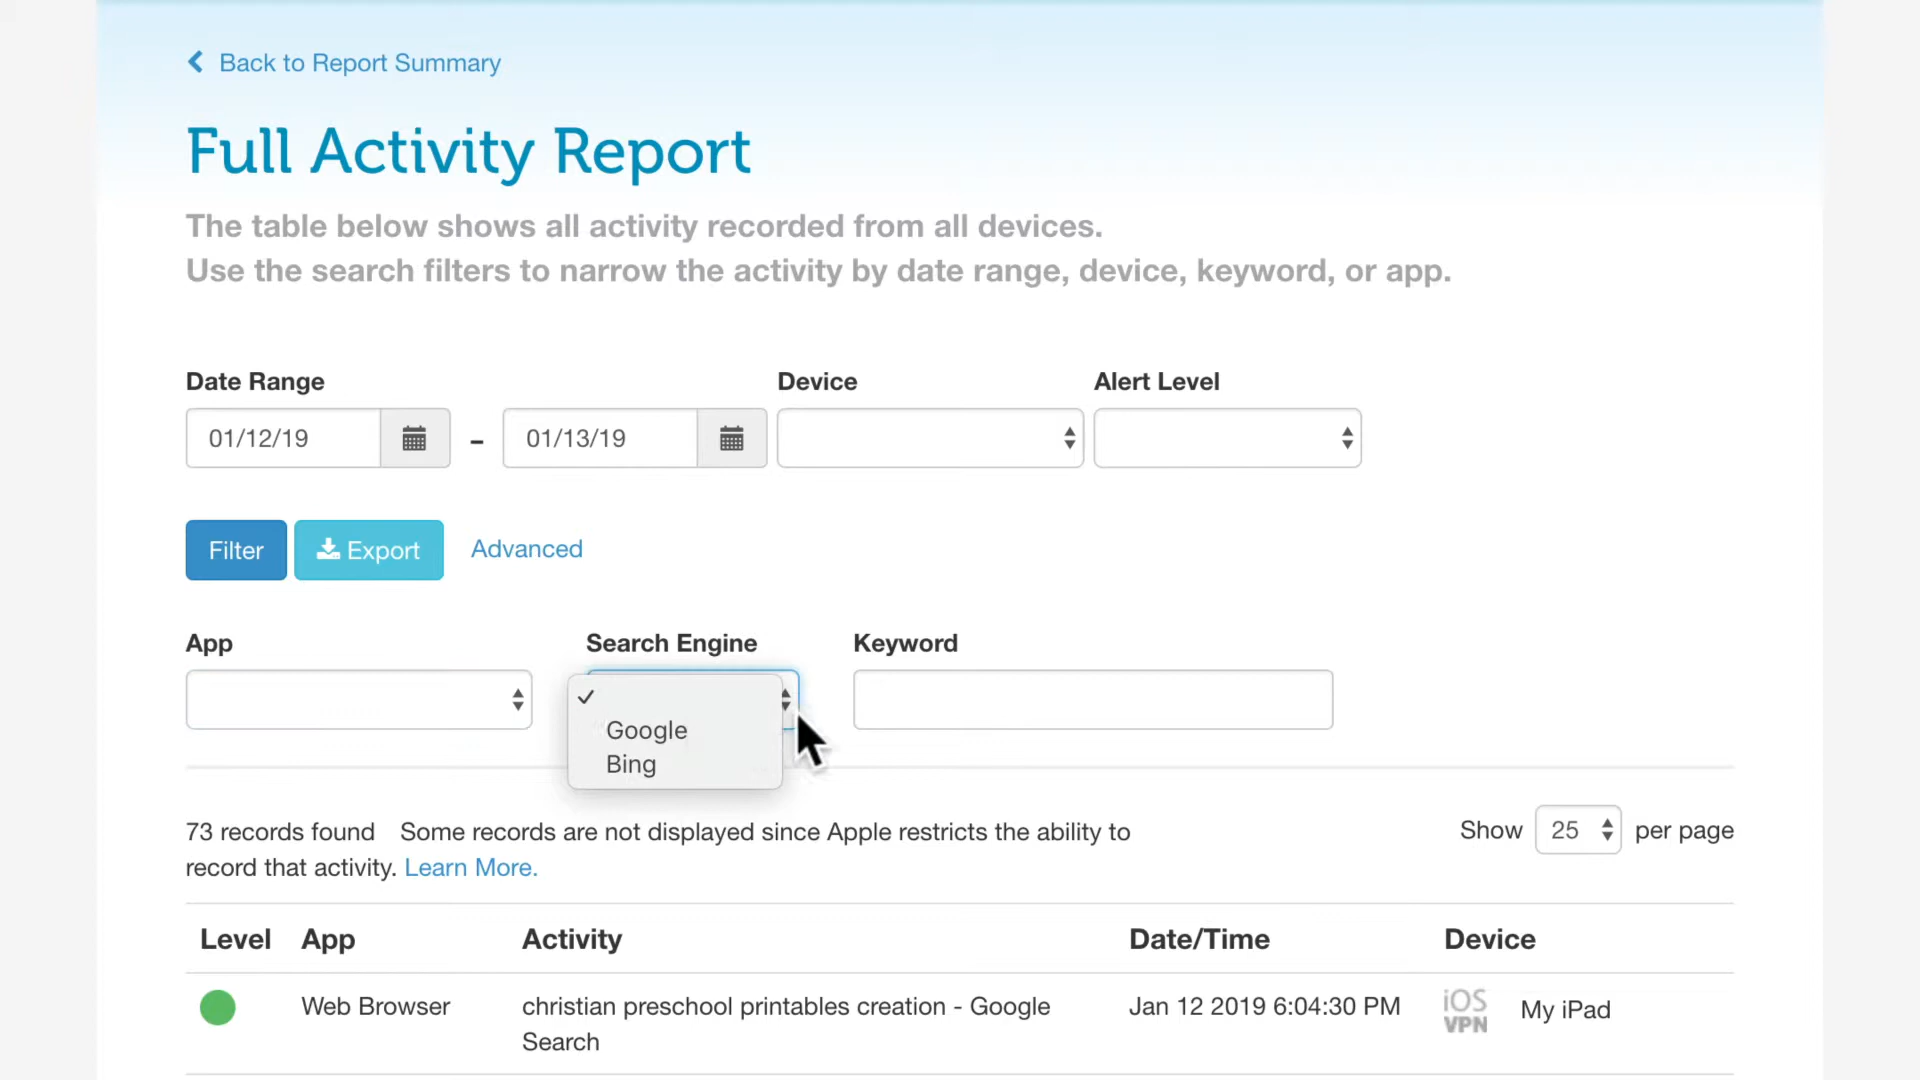 Back to Report Summary
Full Activity Report
The table below shows all activity recorded from all devices.
Use the search filters to narrow the activity by date range, device, keyword, or app.
Date Range Device Alert Level
01/12/19 - 01/13/19
Filter Export Advanced
App Search Engine Keyword
Google
Bing
73 records found Some records are not displayed since Apple restricts the ability to
record that activity. Learn More.
Show 25 per page
Level App Activity Date/Time Device
Web Browser christian preschool printables creation - Google Jan 12 2019 6:04:30 PM iOS VPN My iPad
Search